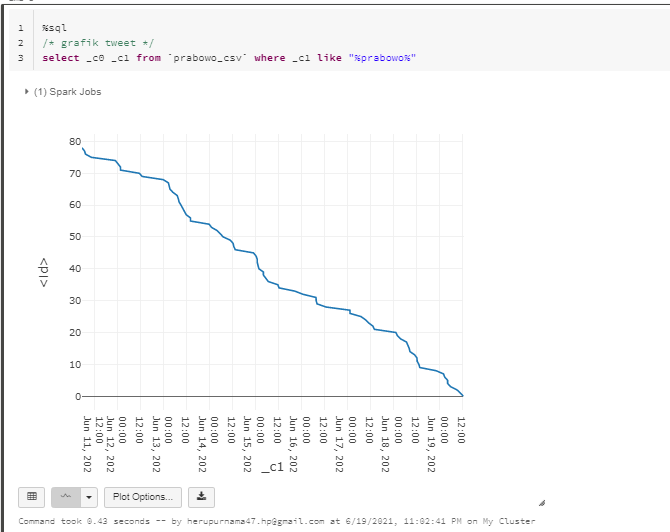 1 %sql
2 /* grafik tweet */
3 select _c0 _c1 from `prabowo_csv` where _c1 like "%prabowo%"
(1) Spark Jobs
80
70
60
50
40
30
20
10
0
<id>
Jun 11, 202
12:00
Jun 12, 202
00:00
12:00
Jun 13, 202
00:00
12:00
Jun 14, 202
00:00
12:00
Jun 15, 202
00:00
12:00
Jun 16, 202
00:00
12:00
Jun 17, 202
00:00
12:00
Jun 18, 202
00:00
12:00
Jun 19, 202
00:00
12:00
_c1
Plot Options...
Command took 0.43 seconds -- by herupurnama47.hp@gmail.com at 6/19/2021, 11:02:41 PM on My Cluster